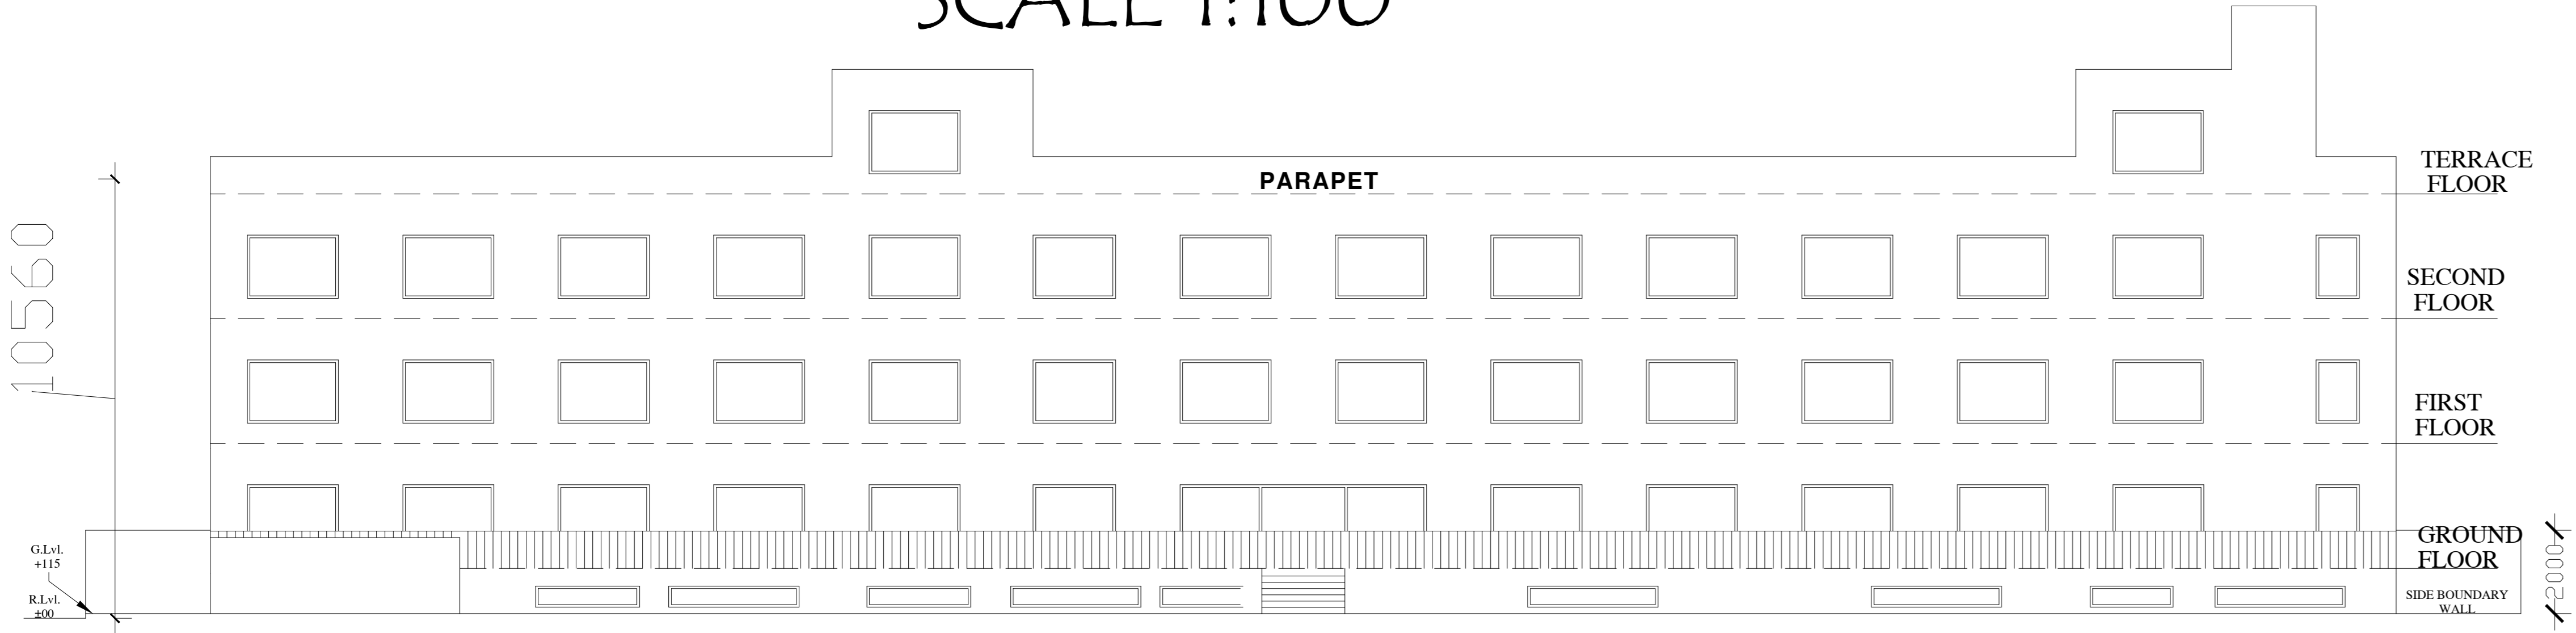 SCALE 1:100
TERRACE
FLOOR
PARAPET
10560
SECOND
FLOOR
FIRST
FLOOR
GROUND
FLOOR
2000
G.Lvl.
+115
R.Lvl.
±00
SIDE BOUNDARY
WALL